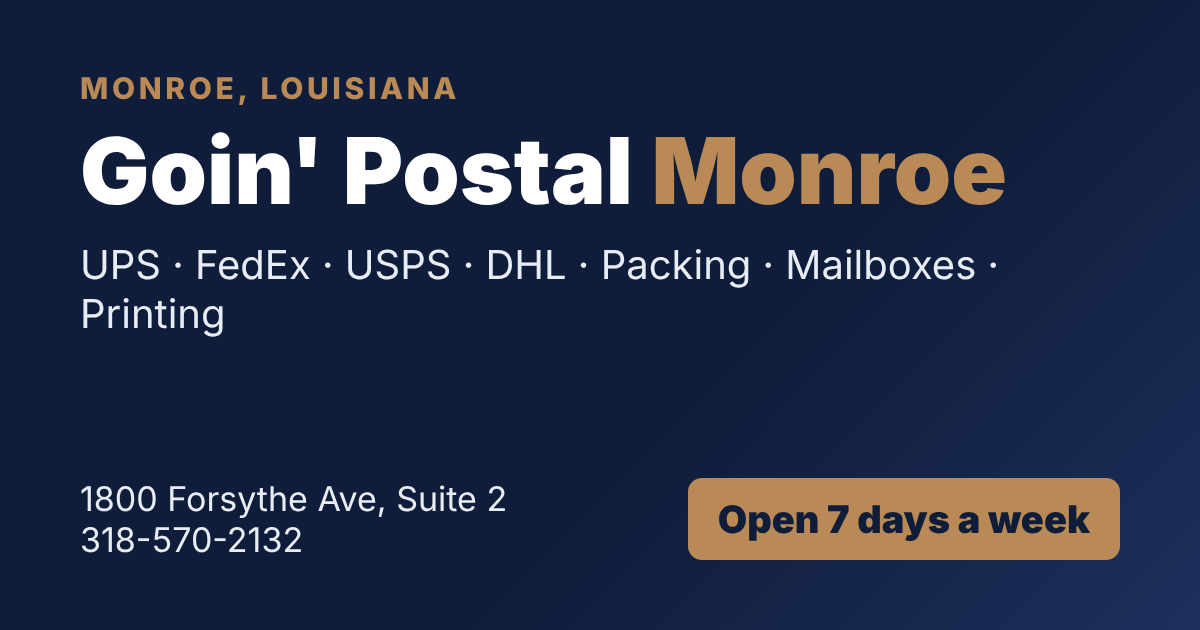 MONROE, LOUISIANA
Goin' Postal Monroe
UPS · FedEx · USPS · DHL · Packing · Mailboxes ·
Printing
1800 Forsythe Ave, Suite 2
318-570-2132
Open 7 days a week